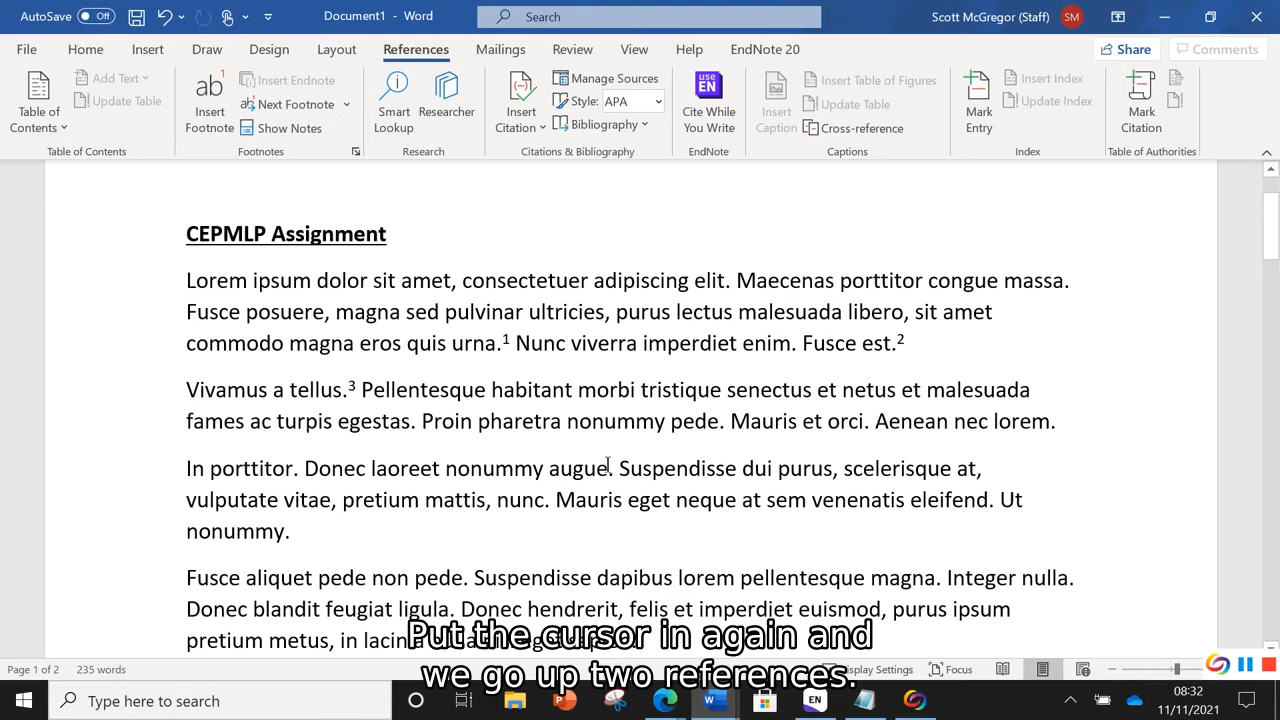 AutoSave Off Document1 - Word Search Scott McGregor (Staff) SM
File Home Insert Draw Design Layout References Mailings Review View Help EndNote 20 Share Comments
Table of Contents
Add Text
Update Table
Table of Contents
ab1 Insert Footnote
Insert Endnote
Next Footnote
Show Notes
Footnotes
Smart Lookup
Researcher
Research
Insert Citation
Manage Sources
Style: APA
Bibliography
Citations & Bibliography
use EN
Cite While You Write
EndNote
Insert Caption
Insert Table of Figures
Update Table
Cross-reference
Captions
Mark Entry
Insert Index
Update Index
Index
Mark Citation
Table of Authorities
CEPMLP Assignment
Lorem ipsum dolor sit amet, consectetuer adipiscing elit. Maecenas porttitor congue massa.
Fusce posuere, magna sed pulvinar ultricies, purus lectus malesuada libero, sit amet
commodo magna eros quis urna.1 Nunc viverra imperdiet enim. Fusce est.2
Vivamus a tellus.3 Pellentesque habitant morbi tristique senectus et netus et malesuada
fames ac turpis egestas. Proin pharetra nonummy pede. Mauris et orci. Aenean nec lorem.
In porttitor. Donec laoreet nonummy augue. Suspendisse dui purus, scelerisque at,
vulputate vitae, pretium mattis, nunc. Mauris eget neque at sem venenatis eleifend. Ut
nonummy.
Fusce aliquet pede non pede. Suspendisse dapibus lorem pellentesque magna. Integer nulla.
Donec blandit feugiat ligula. Donec hendrerit, felis et imperdiet euismod, purus ipsum
pretium metus, in
Put the cursor in again and
we go up two references.
Page 1 of 2 235 words Display Settings Focus
Type here to search EN 08:32
11/11/2021